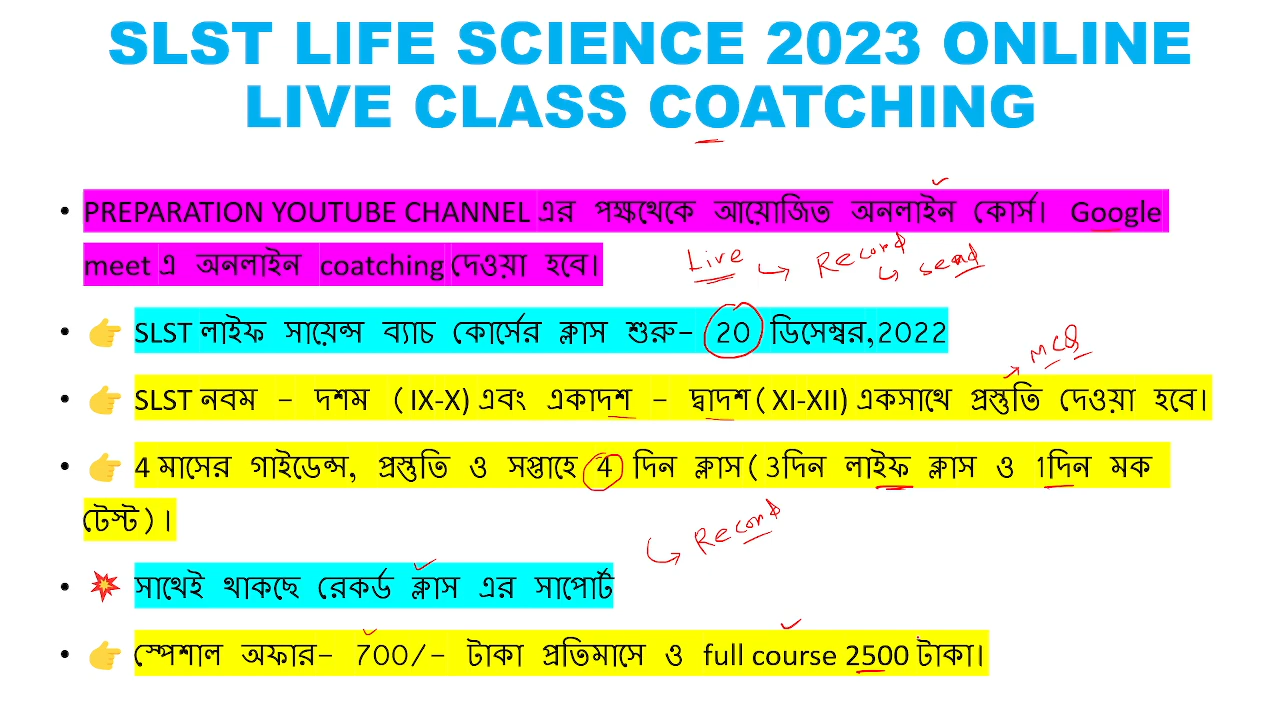 SLST LIFE SCIENCE 2023 ONLINE
LIVE CLASS COATCHING
• PREPARATION YOUTUBE CHANNEL এর পক্ষথেকে আয়োজিত অনলাইন কোর্স। Google
meet এ অনলাইন coatching দেওয়া হবে।
Live → Record
↳ send
• 👉 SLST লাইফ সায়েন্স ব্যাচ কোর্সের ক্লাস শুরু– 20 ডিসেম্বর,2022
→ MCQ
• 👉 SLST নবম – দশম (IX-X) এবং একাদশ – দ্বাদশ(XI-XII) একসাথে প্রস্তুতি দেওয়া হবে।
• 👉 4 মাসের গাইডেন্স, প্রস্তুতি ও সপ্তাহে 4 দিন ক্লাস(3দিন লাইফ ক্লাস ও 1দিন মক
টেস্ট)।
↳ Record
• 💥 সাথেই থাকছে রেকর্ড ক্লাস এর সাপোর্ট
• 👉 স্পেশাল অফার– 700/– টাকা প্রতিমাসে ও full course 2500 টাকা।